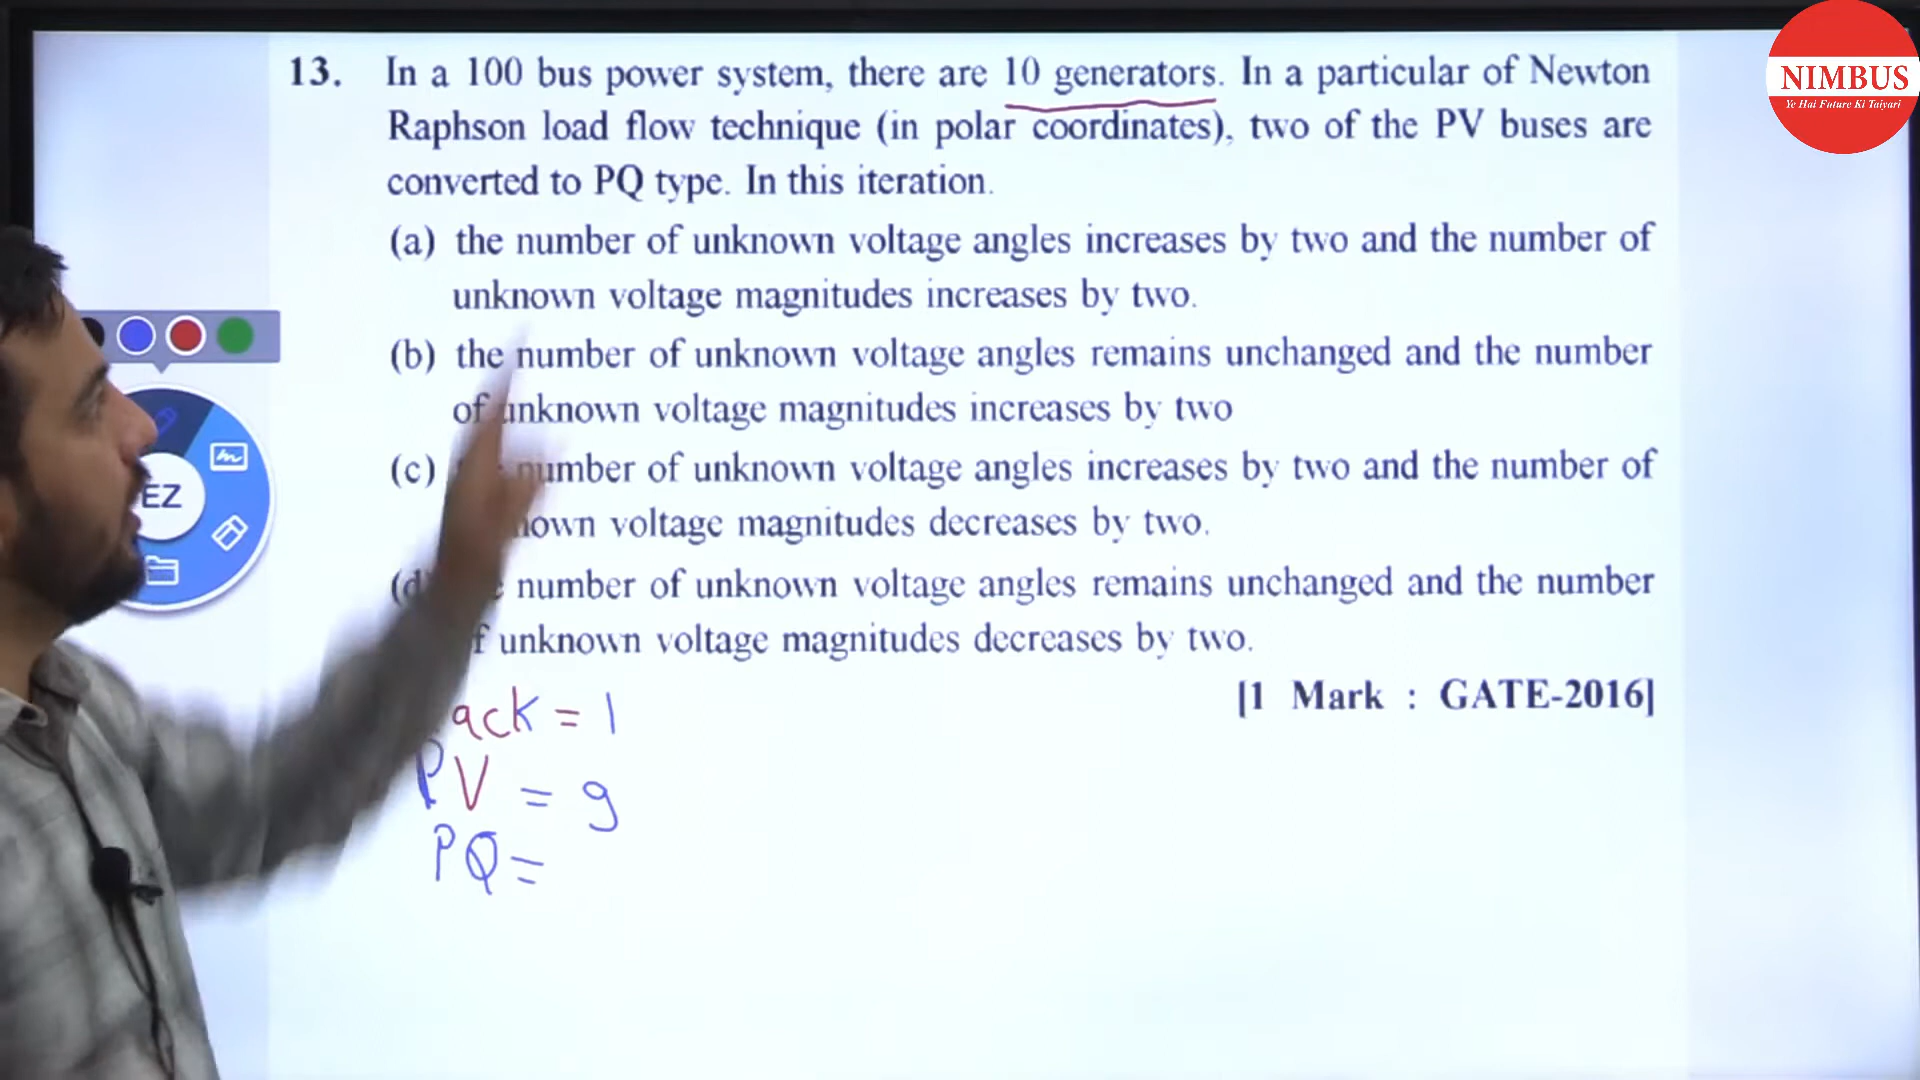 13. In a 100 bus power system, there are 10 generators. In a particular of Newton
Raphson load flow technique (in polar coordinates), two of the PV buses are
converted to PQ type. In this iteration.
(a) the number of unknown voltage angles increases by two and the number of
unknown voltage magnitudes increases by two.
(b) the number of unknown voltage angles remains unchanged and the number
of unknown voltage magnitudes increases by two
(c) number of unknown voltage angles increases by two and the number of
voltage magnitudes decreases by two.
(d) number of unknown voltage angles remains unchanged and the number
unknown voltage magnitudes decreases by two.
[1 Mark : GATE-2016]
ack = 1
PV = 9
PQ =
EZ
NIMBUS
Ye Hai Future Ki Taiyari